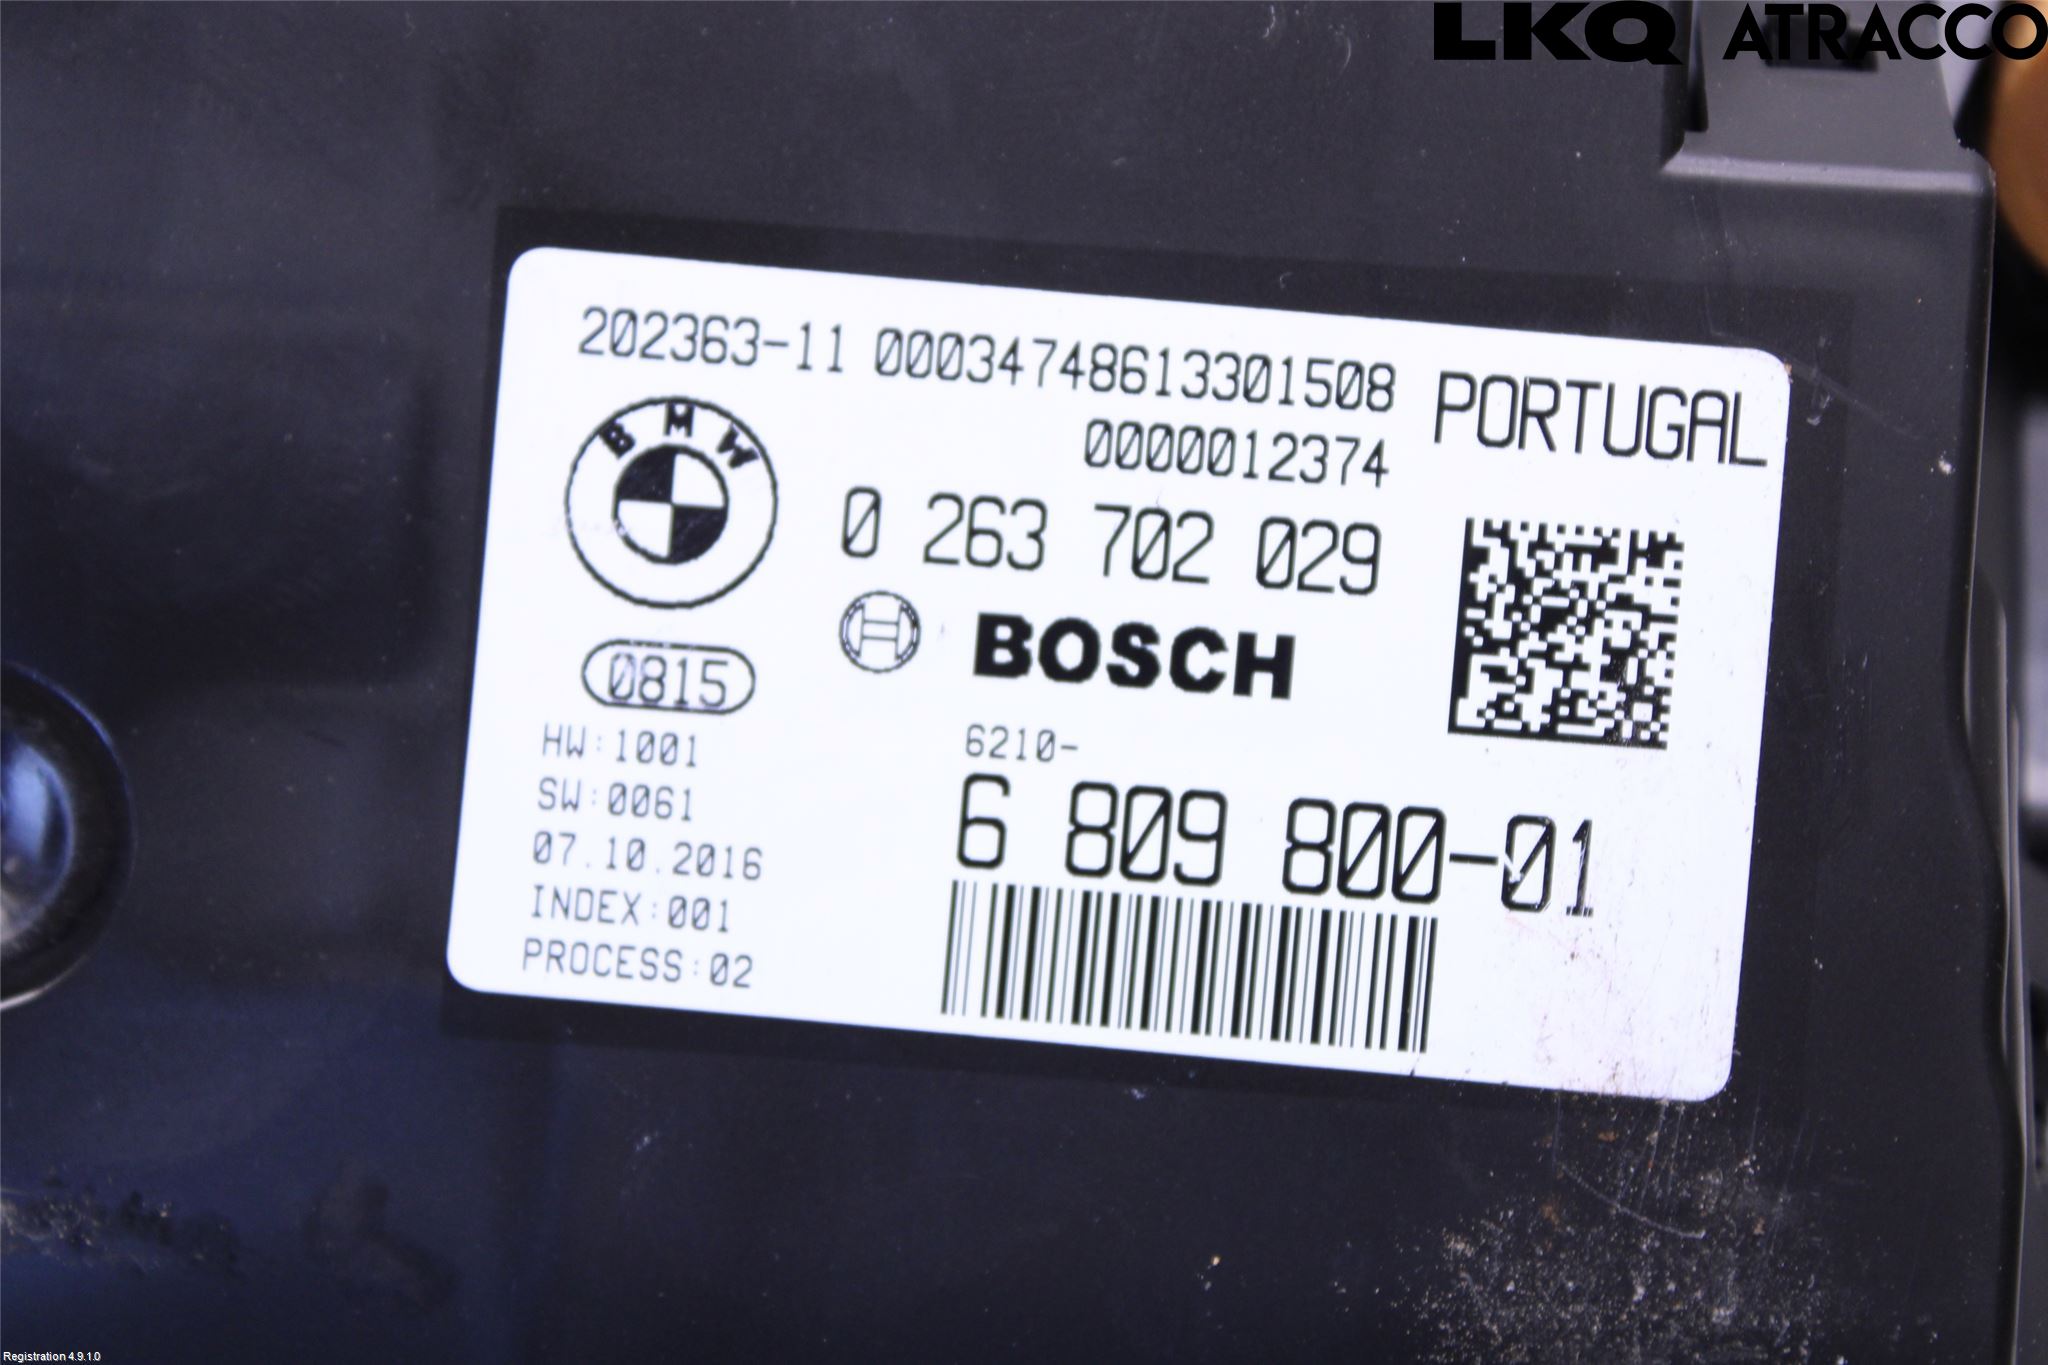 LKQ ATRACCO
202363-11 00034748613301508 PORTUGAL
0000012374
BMW
0 263 702 029
BOSCH
0815
6210-
6 809 800-01
HW:1001
SW:0061
07.10.2016
INDEX:001
PROCESS:02
Registration 4.9.1.0